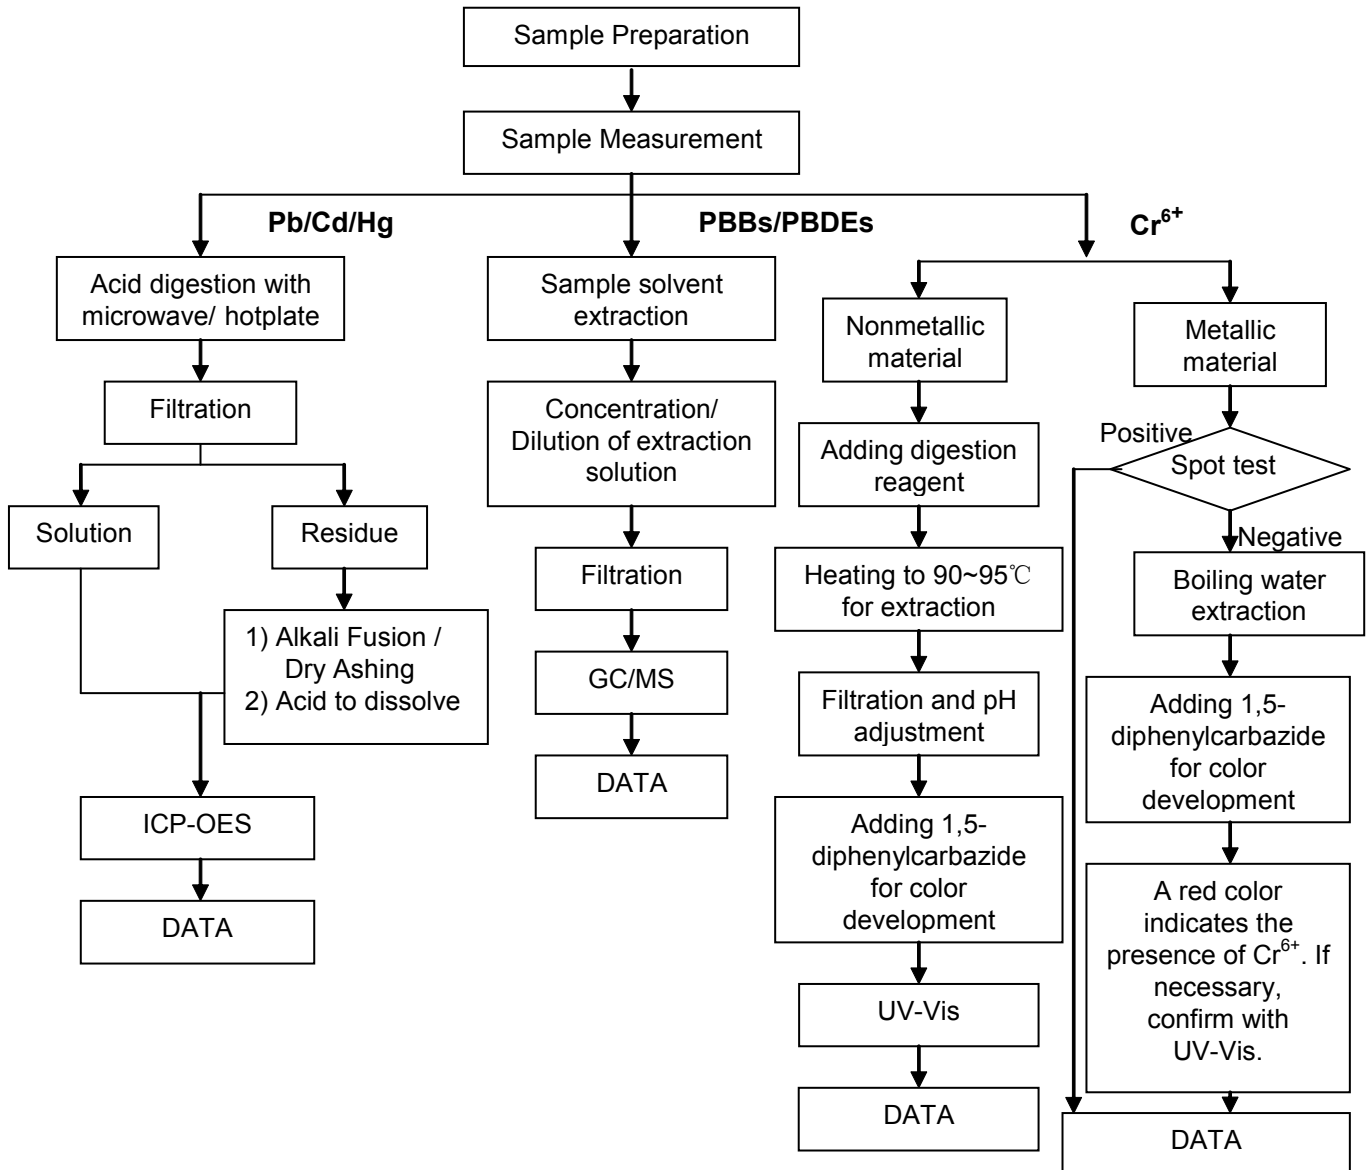 Sample Preparation
Sample Measurement
Pb/Cd/Hg
Acid digestion with
microwave/ hotplate
Filtration
Solution
Residue
1) Alkali Fusion /
Dry Ashing
2) Acid to dissolve
ICP-OES
DATA
PBBs/PBDEs
Sample solvent
extraction
Concentration/
Dilution of extraction
solution
Filtration
GC/MS
DATA
Cr⁶⁺
Nonmetallic
material
Adding digestion
reagent
Heating to 90~95℃
for extraction
Filtration and pH
adjustment
Adding 1,5-
diphenylcarbazide
for color
development
UV-Vis
DATA
Metallic
material
Positive
Spot test
Negative
Boiling water
extraction
Adding 1,5-
diphenylcarbazide
for color
development
A red color
indicates the
presence of Cr⁶⁺. If
necessary,
confirm with
UV-Vis.
DATA